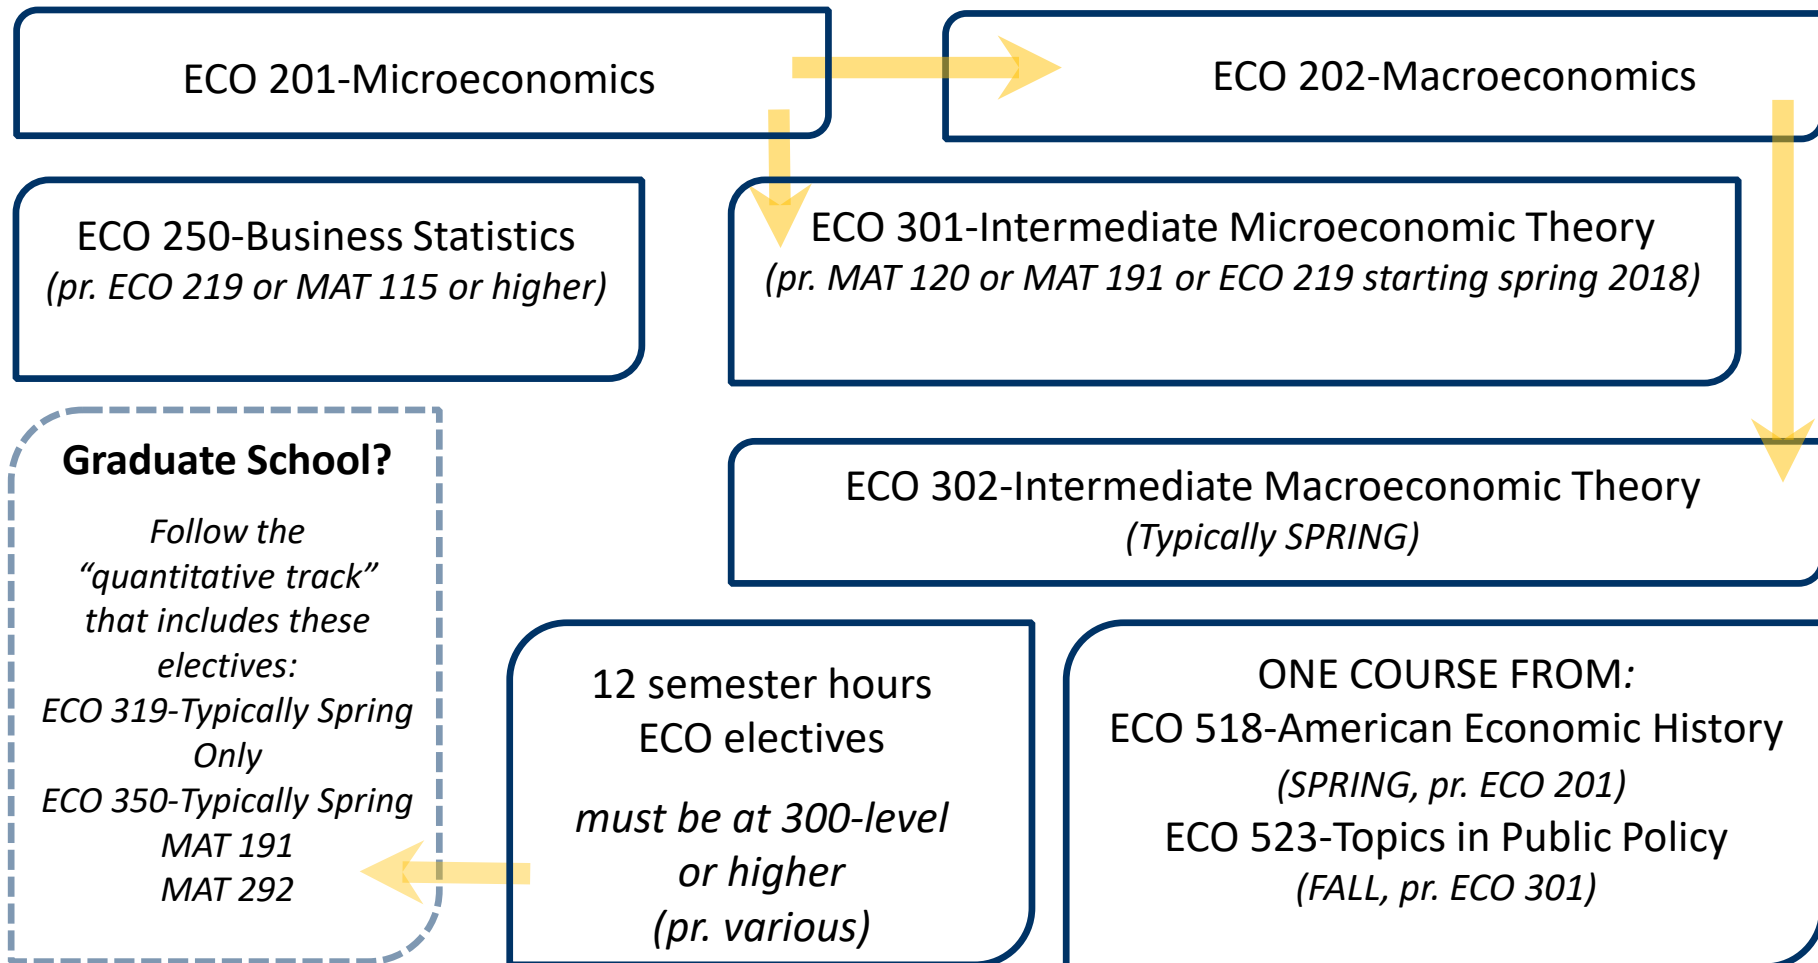 ECO 201-Microeconomics
ECO 202-Macroeconomics
ECO 250-Business Statistics
(pr. ECO 219 or MAT 115 or higher)
ECO 301-Intermediate Microeconomic Theory
(pr. MAT 120 or MAT 191 or ECO 219 starting spring 2018)
ECO 302-Intermediate Macroeconomic Theory
(Typically SPRING)
Graduate School?
Follow the
“quantitative track”
that includes these
electives:
ECO 319-Typically Spring
Only
ECO 350-Typically Spring
MAT 191
MAT 292
12 semester hours
ECO electives
must be at 300-level
or higher
(pr. various)
ONE COURSE FROM:
ECO 518-American Economic History
(SPRING, pr. ECO 201)
ECO 523-Topics in Public Policy
(FALL, pr. ECO 301)